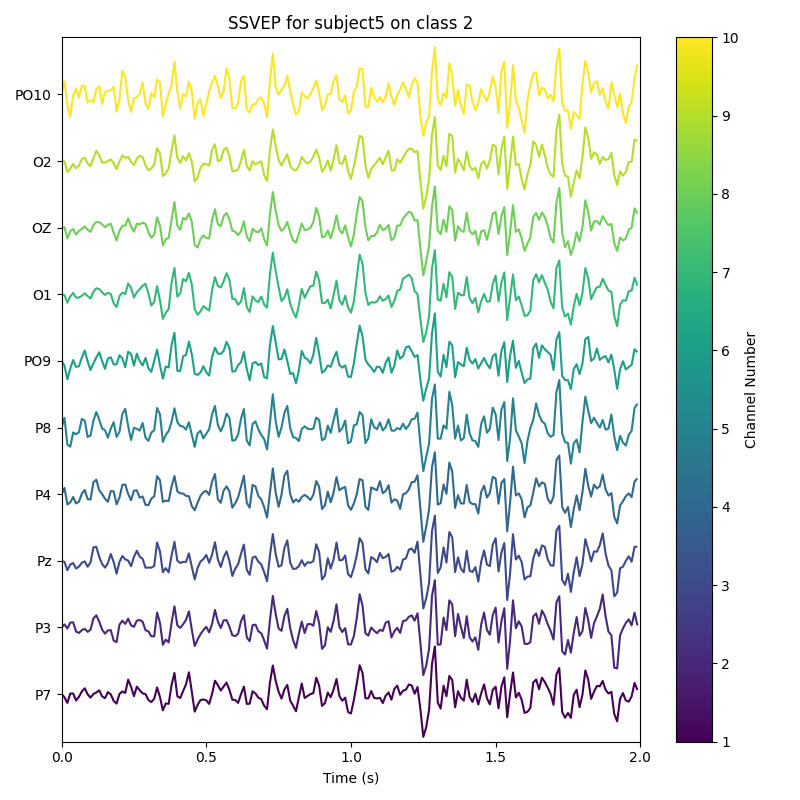 SSVEP for subject5 on class 2
PO10
O2
OZ
O1
PO9
P8
P4
Pz
P3
P7
0.0 0.5 1.0 1.5 2.0
Time (s)
10
9
8
7
6
5
4
3
2
1
Channel Number